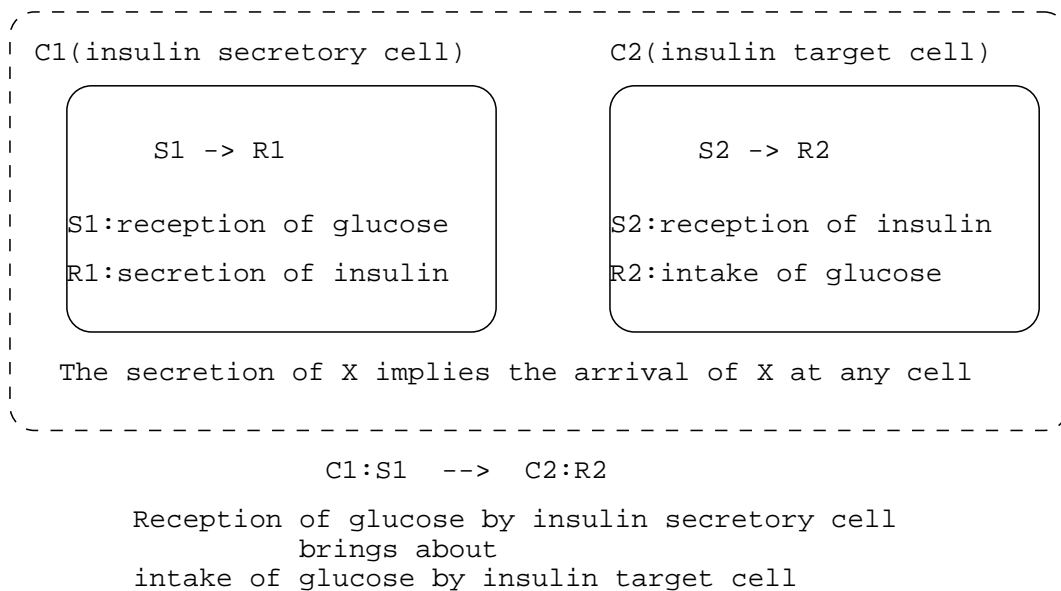 C1(insulin secretory cell)
C2(insulin target cell)
S1 -> R1
S2 -> R2
S1:reception of glucose
R1:secretion of insulin
S2:reception of insulin
R2:intake of glucose
The secretion of X implies the arrival of X at any cell
C1:S1 --> C2:R2
Reception of glucose by insulin secretory cell
brings about
intake of glucose by insulin target cell